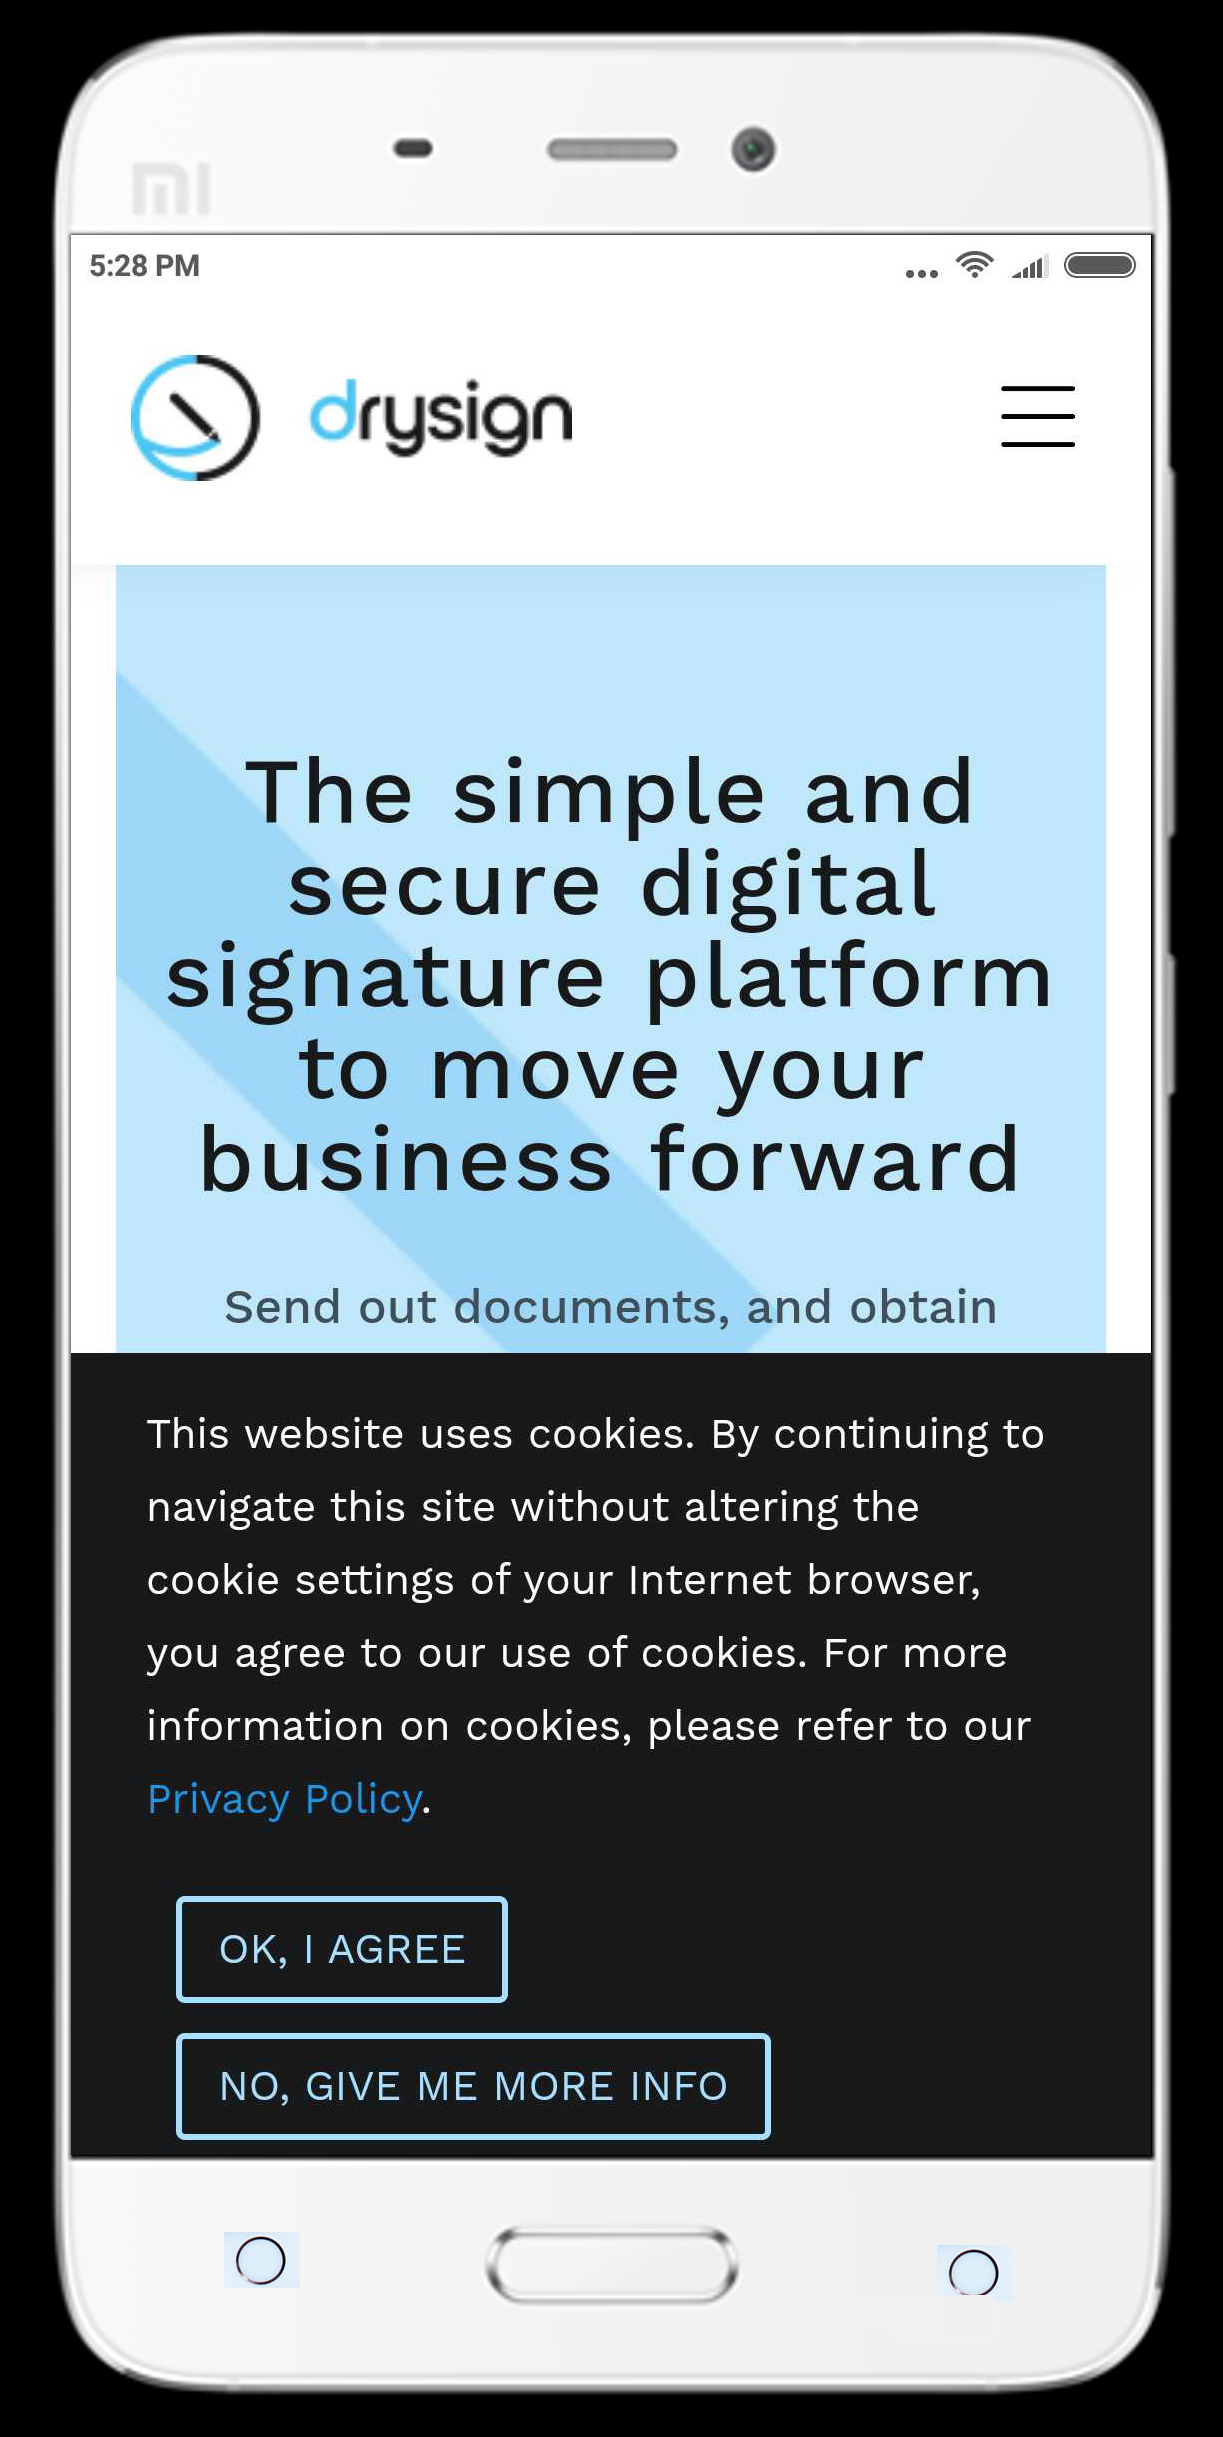 mi
5:28 PM
drysign
The simple and
secure digital
signature platform
to move your
business forward
Send out documents, and obtain
This website uses cookies. By continuing to
navigate this site without altering the
cookie settings of your Internet browser,
you agree to our use of cookies. For more
information on cookies, please refer to our
Privacy Policy.
OK, I AGREE
NO, GIVE ME MORE INFO